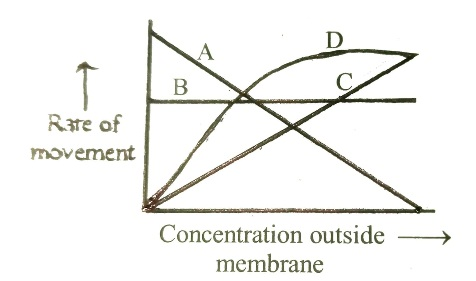 A
D
B
C
Rate of
movement
Concentration outside
membrane